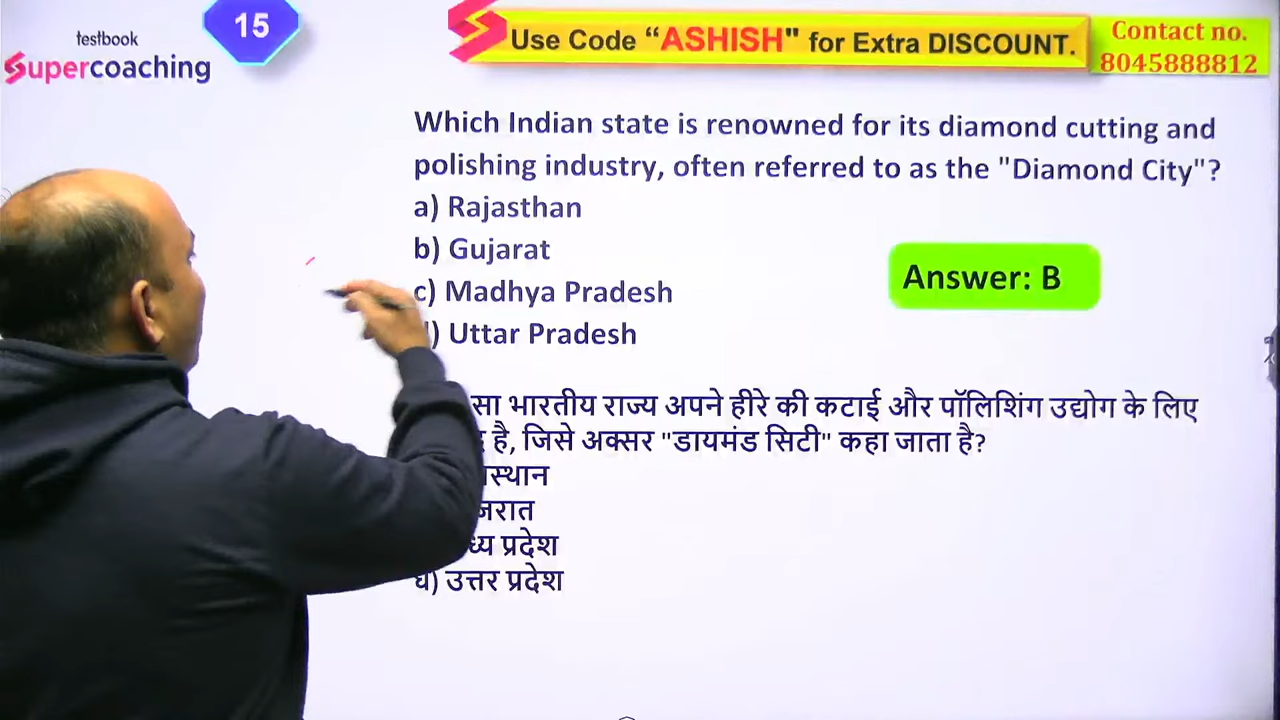 testbook
Supercoaching
15
Use Code “ASHISH" for Extra DISCOUNT.
Contact no.
8045888812
Which Indian state is renowned for its diamond cutting and
polishing industry, often referred to as the "Diamond City"?
a) Rajasthan
b) Gujarat
c) Madhya Pradesh
) Uttar Pradesh
Answer: B
सा भारतीय राज्य अपने हीरे की कटाई और पॉलिशिंग उद्योग के लिए
है, जिसे अक्सर "डायमंड सिटी" कहा जाता है?
स्थान
जरात
प्रदेश
घ) उत्तर प्रदेश